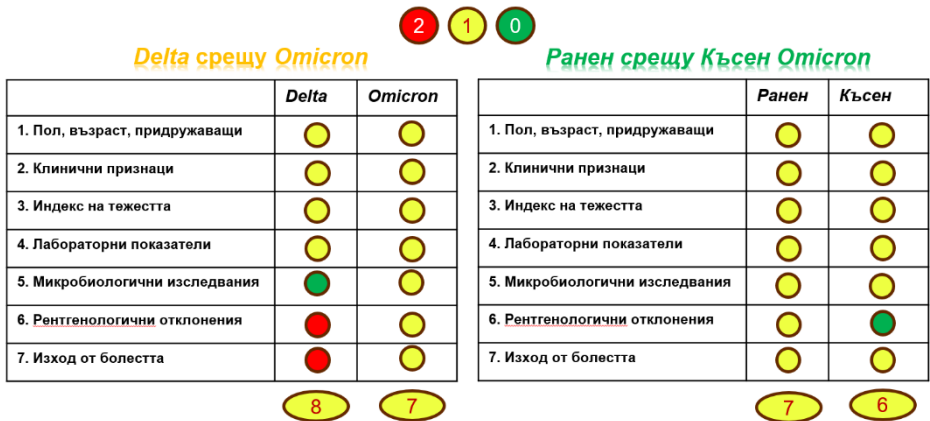 2 1 0
Delta срещу Omicron
Delta Omicron
1. Пол, възраст, придружаващи
2. Клинични признаци
3. Индекс на тежестта
4. Лабораторни показатели
5. Микробиологични изследвания
6. Рентгенологични отклонения
7. Изход от болестта
8 7
Ранен срещу Късен Omicron
Ранен Късен
1. Пол, възраст, придружаващи
2. Клинични признаци
3. Индекс на тежестта
4. Лабораторни показатели
5. Микробиологични изследвания
6. Рентгенологични отклонения
7. Изход от болестта
7 6